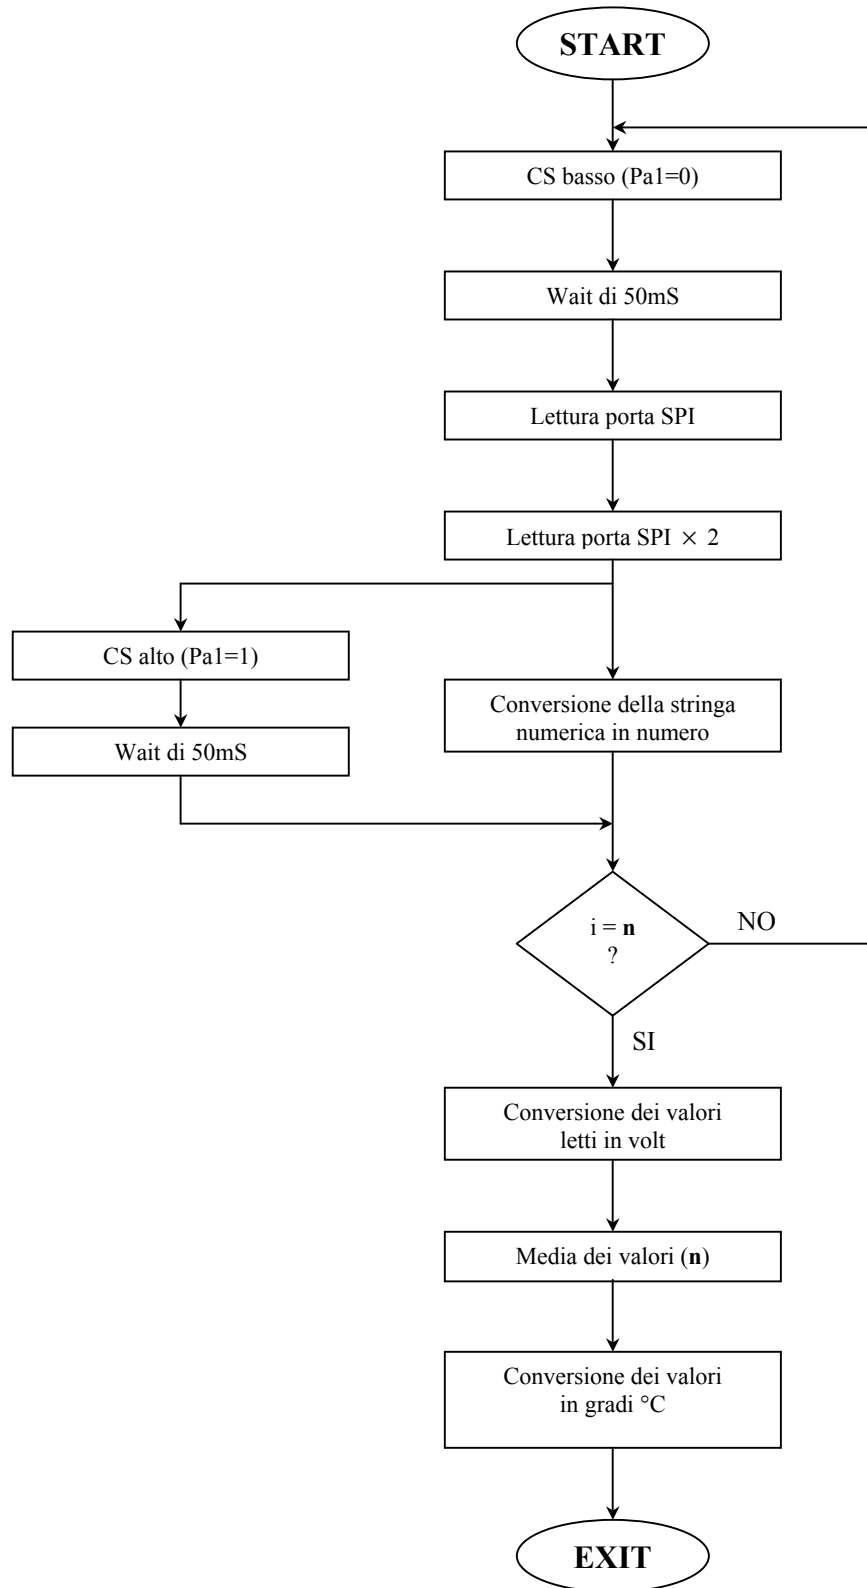 START
CS basso (Pa1=0)
Wait di 50mS
Lettura porta SPI
Lettura porta SPI × 2
CS alto (Pa1=1)
Wait di 50mS
Conversione della stringa
numerica in numero
i = n
?
NO
SI
Conversione dei valori
letti in volt
Media dei valori (n)
Conversione dei valori
in gradi °C
EXIT